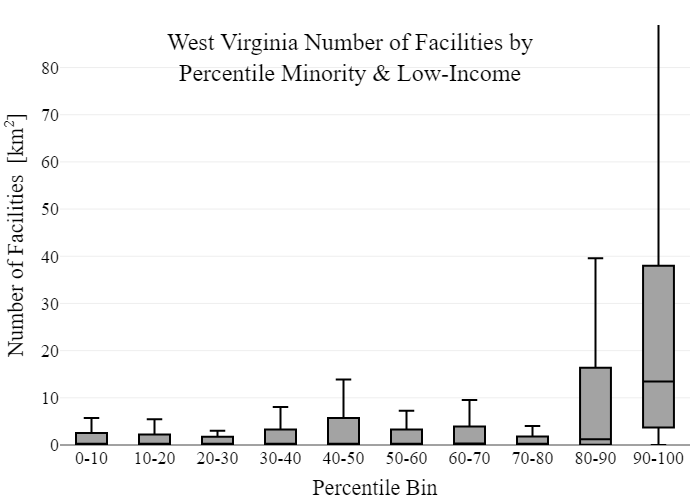 West Virginia Number of Facilities by
Percentile Minority & Low-Income
Number of Facilities [km²]
80
70
60
50
40
30
20
10
0
0-10 10-20 20-30 30-40 40-50 50-60 60-70 70-80 80-90 90-100
Percentile Bin